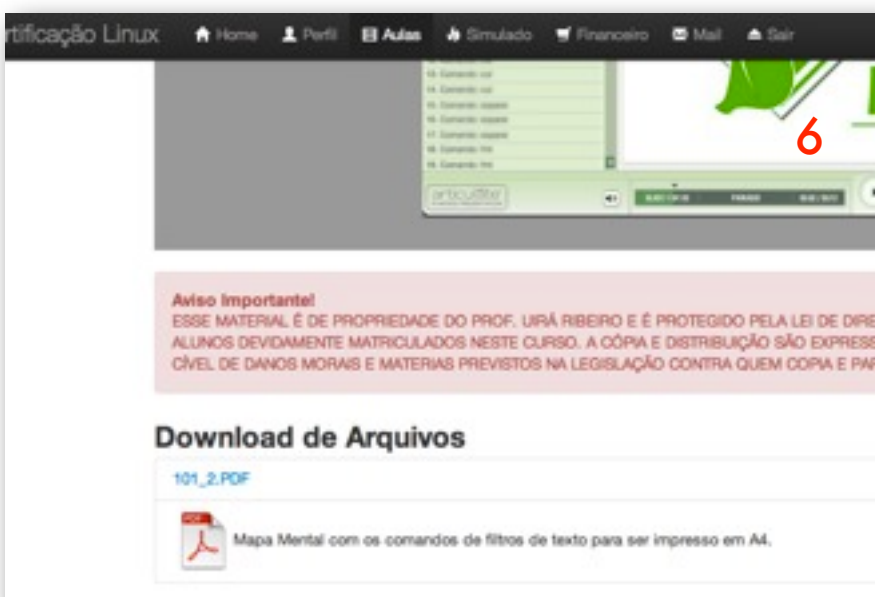 rtificação Linux Home Perfil Aulas Simulado Financeiro Mail Sair
6
articulate
Aviso Importante!
ESSE MATERIAL É DE PROPRIEDADE DO PROF. UIRÁ RIBEIRO E É PROTEGIDO PELA LEI DE DIRE
ALUNOS DEVIDAMENTE MATRICULADOS NESTE CURSO. A CÓPIA E DISTRIBUIÇÃO SÃO EXPRESS
CÍVEL DE DANOS MORAIS E MATERIAS PREVISTOS NA LEGISLAÇÃO CONTRA QUEM COPIA E PAR
Download de Arquivos
101_2.PDF
PDF
Mapa Mental com os comandos de filtros de texto para ser impresso em A4.